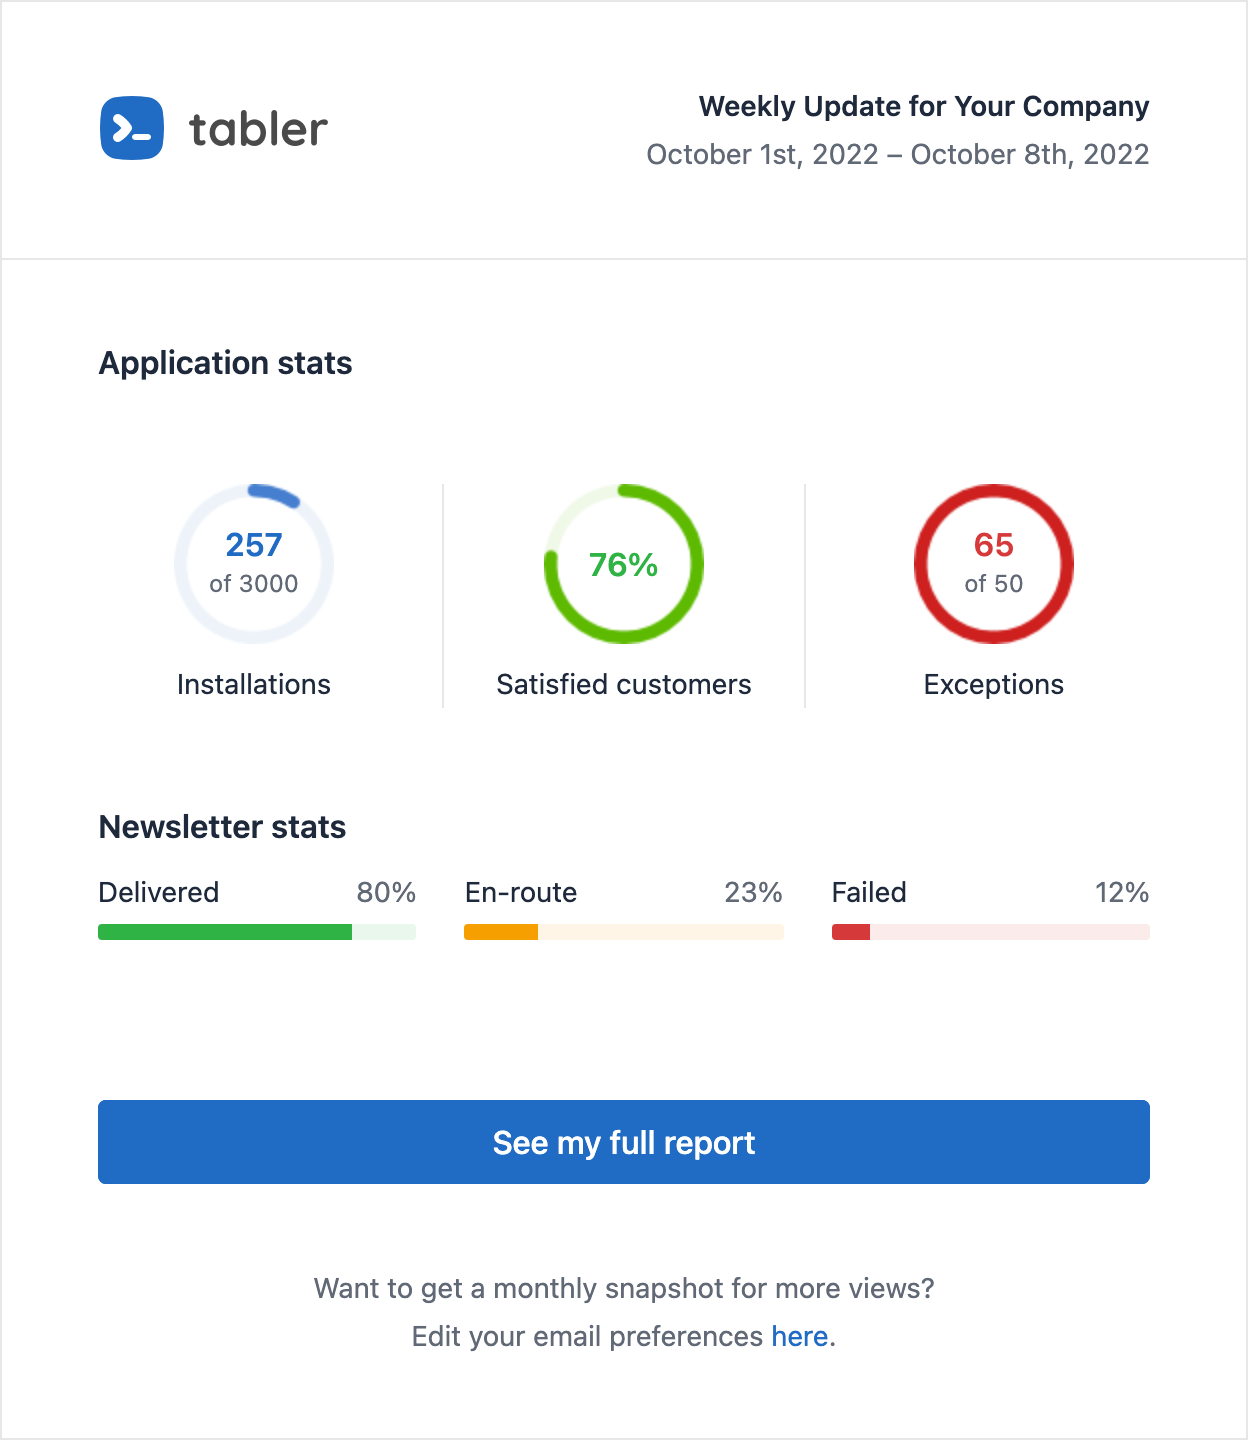 tabler
Weekly Update for Your Company
October 1st, 2022 – October 8th, 2022
Application stats
257
of 3000
Installations
76%
Satisfied customers
65
of 50
Exceptions
Newsletter stats
Delivered 80%
En-route 23%
Failed 12%
See my full report
Want to get a monthly snapshot for more views?
Edit your email preferences here.